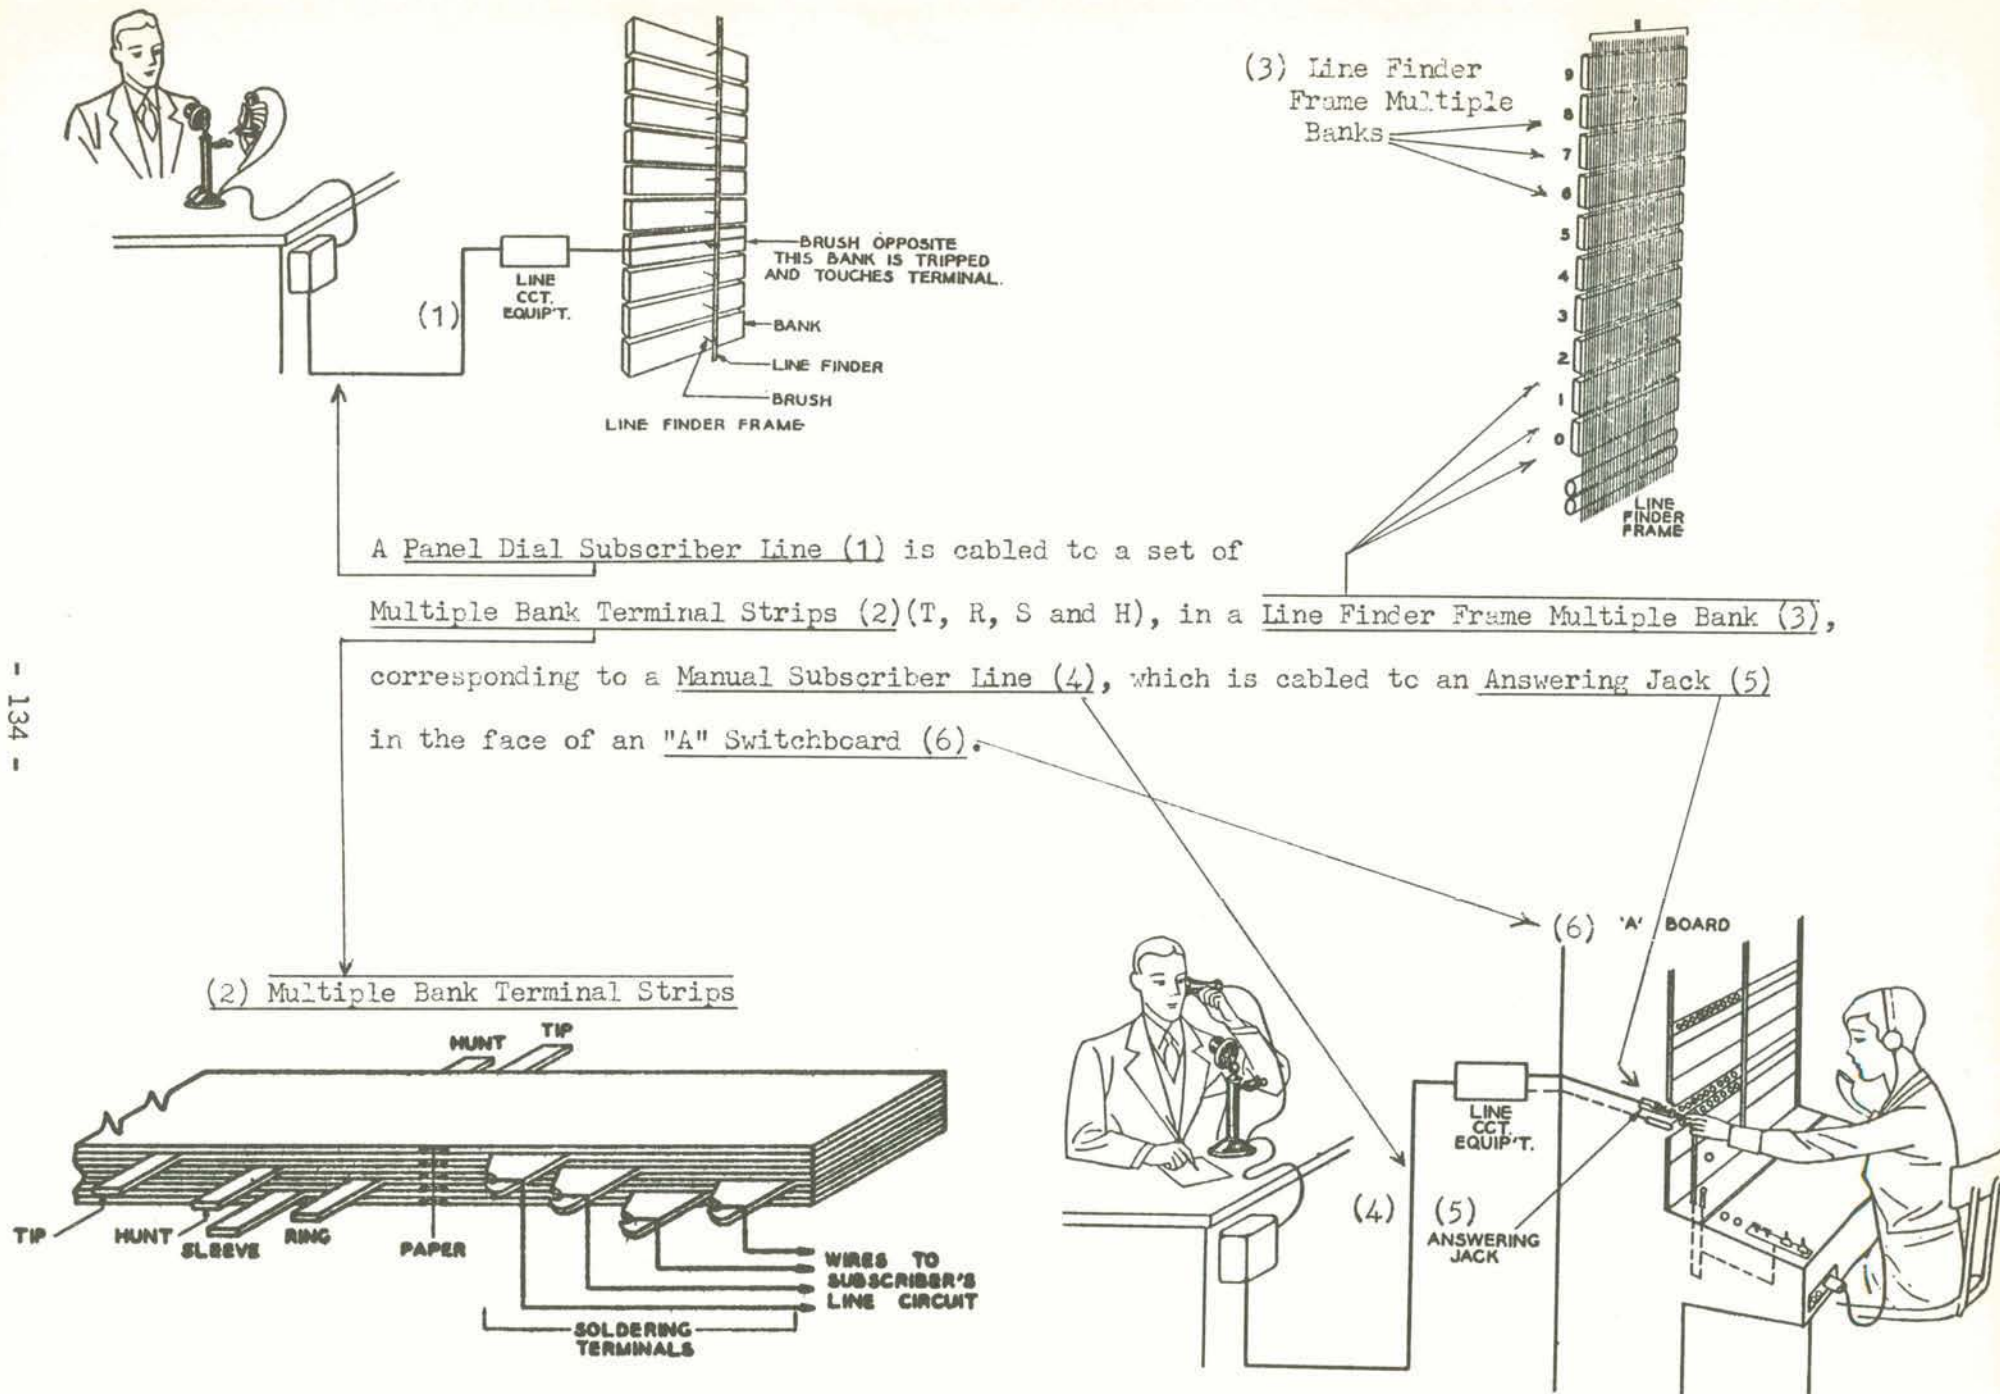 (3) Line Finder
Frame Multiple
Banks
9
8
7
6
5
4
3
2
1
0
LINE
FINDER
FRAME
BRUSH OPPOSITE
THIS BANK IS TRIPPED
AND TOUCHES TERMINAL.
LINE
CCT.
EQUIP'T.
(1)
BANK
LINE FINDER
BRUSH
LINE FINDER FRAME
A Panel Dial Subscriber Line (1) is cabled to a set of
Multiple Bank Terminal Strips (2)(T, R, S and H), in a Line Finder Frame Multiple Bank (3),
corresponding to a Manual Subscriber Line (4), which is cabled to an Answering Jack (5)
in the face of an "A" Switchboard (6).
- 134 -
(2) Multiple Bank Terminal Strips
HUNT
TIP
TIP
HUNT
SLEEVE
RING
PAPER
WIRES TO
SUBSCRIBER'S
LINE CIRCUIT
SOLDERING
TERMINALS
(6) 'A' BOARD
LINE
CCT.
EQUIP'T.
(4)
(5)
ANSWERING
JACK